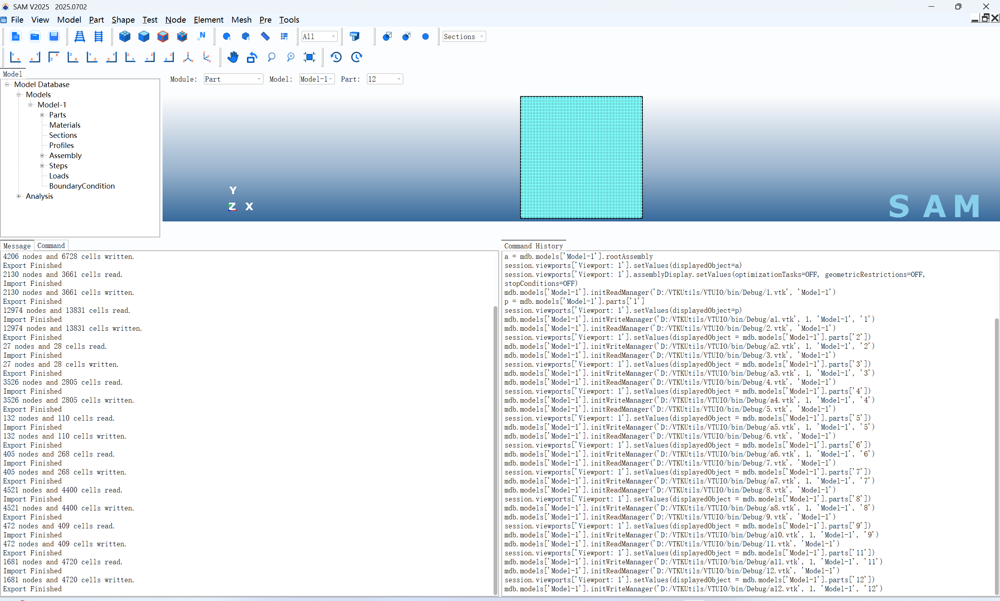 SAM V2025 2025.0702
File View Model Part Shape Test Node Element Mesh Pre Tools
N
All
Sections
Y X
X Y
X Z
Z X
Y Z
Z Y
Z Y
Y Z
X Z
Y Z X
Z Y X
Model
Module: Part Model: Model-1 Part: 12
Model Database
Models
Model-1
Parts
Materials
Sections
Profiles
Assembly
Steps
Loads
BoundaryCondition
Analysis
Y
Z X
S A M
Message Command
4206 nodes and 6728 cells written.
Export Finished
2130 nodes and 3661 cells read.
Import Finished
2130 nodes and 3661 cells written.
Export Finished
12974 nodes and 13831 cells read.
Import Finished
12974 nodes and 13831 cells written.
Export Finished
27 nodes and 28 cells read.
Import Finished
27 nodes and 28 cells written.
Export Finished
3526 nodes and 2805 cells read.
Import Finished
3526 nodes and 2805 cells written.
Export Finished
132 nodes and 110 cells read.
Import Finished
132 nodes and 110 cells written.
Export Finished
405 nodes and 268 cells read.
Import Finished
405 nodes and 268 cells written.
Export Finished
4521 nodes and 4400 cells read.
Import Finished
4521 nodes and 4400 cells written.
Export Finished
472 nodes and 409 cells read.
Import Finished
472 nodes and 409 cells written.
Export Finished
1681 nodes and 4720 cells read.
Import Finished
1681 nodes and 4720 cells written.
Export Finished
Command History
a = mdb.models['Model-1'].rootAssembly
session.viewports['Viewport: 1'].setValues(displayedObject=a)
session.viewports['Viewport: 1'].assemblyDisplay.setValues(optimizationTasks=OFF, geometricRestrictions=OFF,
stopConditions=OFF)
mdb.models['Model-1'].initReadManager('D:/VTKUtils/VTUIO/bin/Debug/1.vtk', 'Model-1')
p = mdb.models['Model-1'].parts['1']
session.viewports['Viewport: 1'].setValues(displayedObject=p)
mdb.models['Model-1'].initWriteManager('D:/VTKUtils/VTUIO/bin/Debug/a1.vtk', 1, 'Model-1', '1')
mdb.models['Model-1'].initReadManager('D:/VTKUtils/VTUIO/bin/Debug/2.vtk', 'Model-1')
session.viewports['Viewport: 1'].setValues(displayedObject = mdb.models['Model-1'].parts['2'])
mdb.models['Model-1'].initWriteManager('D:/VTKUtils/VTUIO/bin/Debug/a2.vtk', 1, 'Model-1', '2')
mdb.models['Model-1'].initReadManager('D:/VTKUtils/VTUIO/bin/Debug/3.vtk', 'Model-1')
session.viewports['Viewport: 1'].setValues(displayedObject = mdb.models['Model-1'].parts['3'])
mdb.models['Model-1'].initWriteManager('D:/VTKUtils/VTUIO/bin/Debug/a3.vtk', 1, 'Model-1', '3')
mdb.models['Model-1'].initReadManager('D:/VTKUtils/VTUIO/bin/Debug/4.vtk', 'Model-1')
session.viewports['Viewport: 1'].setValues(displayedObject = mdb.models['Model-1'].parts['4'])
mdb.models['Model-1'].initWriteManager('D:/VTKUtils/VTUIO/bin/Debug/a4.vtk', 1, 'Model-1', '4')
mdb.models['Model-1'].initReadManager('D:/VTKUtils/VTUIO/bin/Debug/5.vtk', 'Model-1')
session.viewports['Viewport: 1'].setValues(displayedObject = mdb.models['Model-1'].parts['5'])
mdb.models['Model-1'].initWriteManager('D:/VTKUtils/VTUIO/bin/Debug/a5.vtk', 1, 'Model-1', '5')
mdb.models['Model-1'].initReadManager('D:/VTKUtils/VTUIO/bin/Debug/6.vtk', 'Model-1')
session.viewports['Viewport: 1'].setValues(displayedObject = mdb.models['Model-1'].parts['6'])
mdb.models['Model-1'].initWriteManager('D:/VTKUtils/VTUIO/bin/Debug/a6.vtk', 1, 'Model-1', '6')
mdb.models['Model-1'].initReadManager('D:/VTKUtils/VTUIO/bin/Debug/7.vtk', 'Model-1')
session.viewports['Viewport: 1'].setValues(displayedObject = mdb.models['Model-1'].parts['7'])
mdb.models['Model-1'].initWriteManager('D:/VTKUtils/VTUIO/bin/Debug/a7.vtk', 1, 'Model-1', '7')
mdb.models['Model-1'].initReadManager('D:/VTKUtils/VTUIO/bin/Debug/8.vtk', 'Model-1')
session.viewports['Viewport: 1'].setValues(displayedObject = mdb.models['Model-1'].parts['8'])
mdb.models['Model-1'].initWriteManager('D:/VTKUtils/VTUIO/bin/Debug/a8.vtk', 1, 'Model-1', '8')
mdb.models['Model-1'].initReadManager('D:/VTKUtils/VTUIO/bin/Debug/9.vtk', 'Model-1')
session.viewports['Viewport: 1'].setValues(displayedObject = mdb.models['Model-1'].parts['9'])
mdb.models['Model-1'].initWriteManager('D:/VTKUtils/VTUIO/bin/Debug/a10.vtk', 1, 'Model-1', '9')
mdb.models['Model-1'].initReadManager('D:/VTKUtils/VTUIO/bin/Debug/11.vtk', 'Model-1')
session.viewports['Viewport: 1'].setValues(displayedObject = mdb.models['Model-1'].parts['11'])
mdb.models['Model-1'].initWriteManager('D:/VTKUtils/VTUIO/bin/Debug/a11.vtk', 1, 'Model-1', '11')
mdb.models['Model-1'].initReadManager('D:/VTKUtils/VTUIO/bin/Debug/12.vtk', 'Model-1')
session.viewports['Viewport: 1'].setValues(displayedObject = mdb.models['Model-1'].parts['12'])
mdb.models['Model-1'].initWriteManager('D:/VTKUtils/VTUIO/bin/Debug/a12.vtk', 1, 'Model-1', '12')